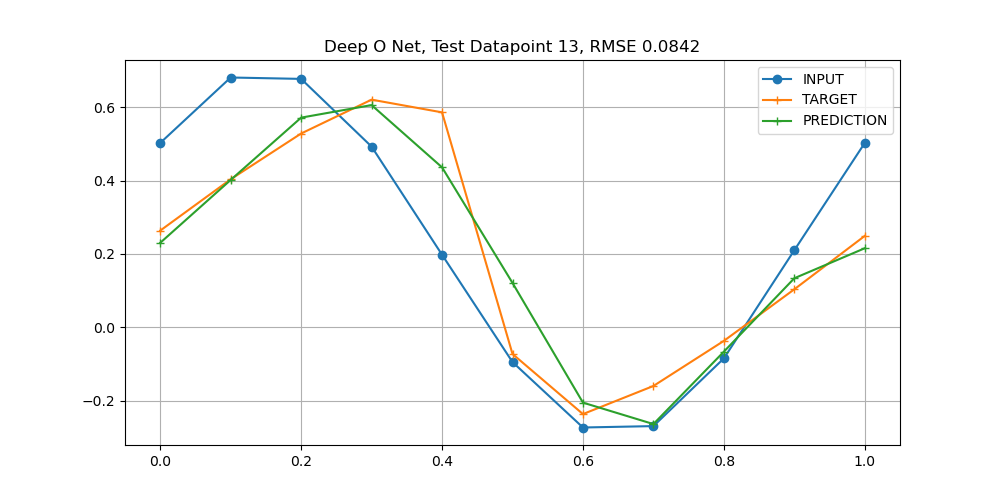 Deep O Net, Test Datapoint 13, RMSE 0.0842
INPUT
TARGET
PREDICTION
0.6
0.4
0.2
0.0
−0.2
0.0 0.2 0.4 0.6 0.8 1.0